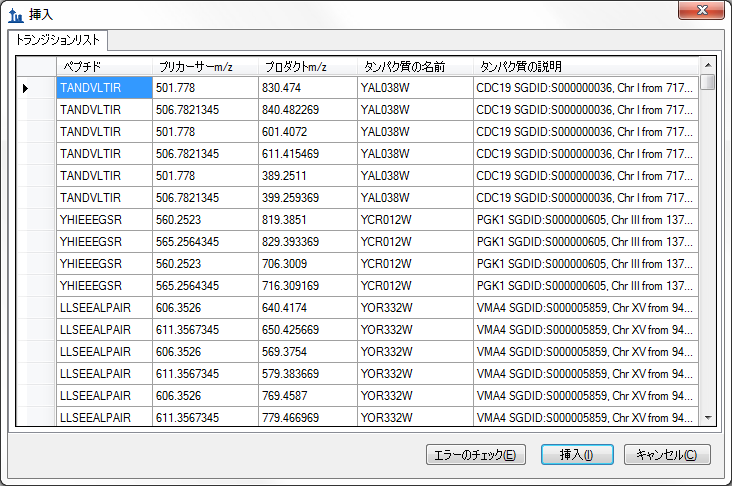 挿入
トランジションリスト
ペプチド プリカーサーm/z プロダクトm/z タンパク質の名前 タンパク質の説明
TANDVLTIR 501.778 830.474 YAL038W CDC19 SGDID:S000000036, Chr I from 717...
TANDVLTIR 506.7821345 840.482269 YAL038W CDC19 SGDID:S000000036, Chr I from 717...
TANDVLTIR 501.778 601.4072 YAL038W CDC19 SGDID:S000000036, Chr I from 717...
TANDVLTIR 506.7821345 611.415469 YAL038W CDC19 SGDID:S000000036, Chr I from 717...
TANDVLTIR 501.778 389.2511 YAL038W CDC19 SGDID:S000000036, Chr I from 717...
TANDVLTIR 506.7821345 399.259369 YAL038W CDC19 SGDID:S000000036, Chr I from 717...
YHIEEEGSR 560.2523 819.3851 YCR012W PGK1 SGDID:S000000605, Chr III from 137...
YHIEEEGSR 565.2564345 829.393369 YCR012W PGK1 SGDID:S000000605, Chr III from 137...
YHIEEEGSR 560.2523 706.3009 YCR012W PGK1 SGDID:S000000605, Chr III from 137...
YHIEEEGSR 565.2564345 716.309169 YCR012W PGK1 SGDID:S000000605, Chr III from 137...
LLSEEALPAIR 606.3526 640.4174 YOR332W VMA4 SGDID:S000005859, Chr XV from 94...
LLSEEALPAIR 611.3567345 650.425669 YOR332W VMA4 SGDID:S000005859, Chr XV from 94...
LLSEEALPAIR 606.3526 569.3754 YOR332W VMA4 SGDID:S000005859, Chr XV from 94...
LLSEEALPAIR 611.3567345 579.383669 YOR332W VMA4 SGDID:S000005859, Chr XV from 94...
LLSEEALPAIR 606.3526 769.4587 YOR332W VMA4 SGDID:S000005859, Chr XV from 94...
LLSEEALPAIR 611.3567345 779.466969 YOR332W VMA4 SGDID:S000005859, Chr XV from 94...
エラーのチェック(E) 挿入(I) キャンセル(C)